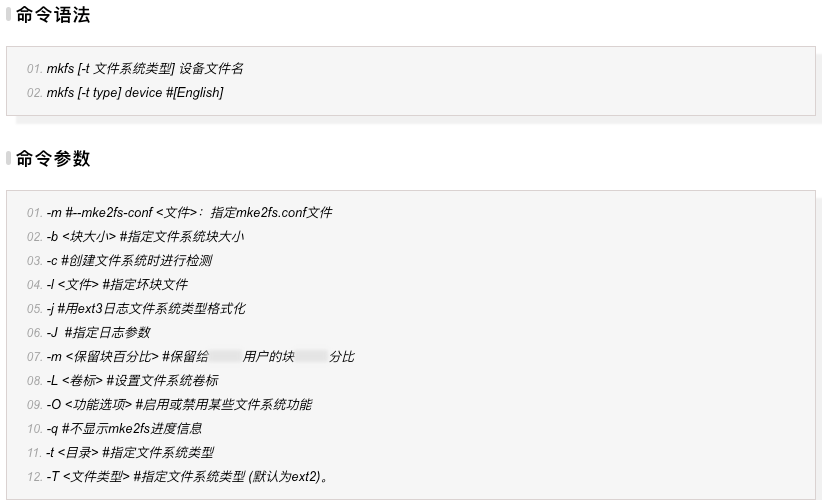 命令语法
01. mkfs [-t 文件系统类型] 设备文件名
02. mkfs [-t type] device #[English]
命令参数
01. -m #--mke2fs-conf <文件>：指定mke2fs.conf文件
02. -b <块大小> #指定文件系统块大小
03. -c #创建文件系统时进行检测
04. -l <文件> #指定坏块文件
05. -j #用ext3日志文件系统类型格式化
06. -J #指定日志参数
07. -m <保留块百分比> #保留给 用户的块 分比
08. -L <卷标> #设置文件系统卷标
09. -O <功能选项> #启用或禁用某些文件系统功能
10. -q #不显示mke2fs进度信息
11. -t <目录> #指定文件系统类型
12. -T <文件类型> #指定文件系统类型 (默认为ext2)。